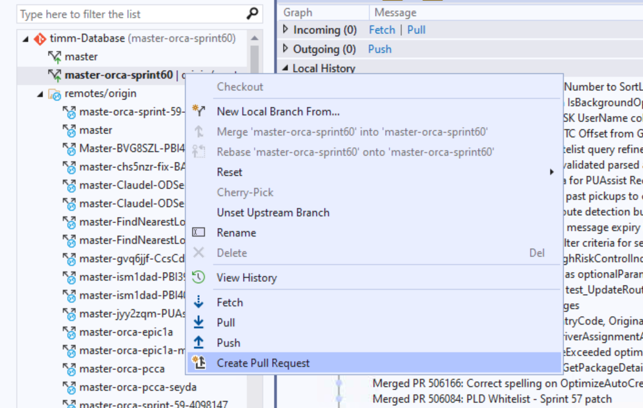 Type here to filter the list
timm-Database (master-orca-sprint60)
master
master-orca-sprint60 |
remotes/origin
maste-orca-sprint-59-
master
Master-BVG8SZL-PBI4
master-chs5nzr-fix-BA
master-Claudel-ODSe
master-Claudel-ODSe
master-FindNearestLo
master-FindNearestLo
master-gvq6jjf-CcsCd
master-ism1dad-PBI39
master-ism1dad-PBI40
master-jyy2zqm-PUAs
master-orca-epic1a
master-orca-epic1a-m
master-orca-pcca
master-orca-pcca-seyda
master-orca-sprint-59-4098147
Checkout
New Local Branch From...
Merge 'master-orca-sprint60' into 'master-orca-sprint60'
Rebase 'master-orca-sprint60' onto 'master-orca-sprint60'
Reset
Cherry-Pick
Unset Upstream Branch
Rename
Delete Del
View History
Fetch
Pull
Push
Create Pull Request
Graph Message
Incoming (0) Fetch | Pull
Outgoing (0) Push
Local History
Number to SortL
IsBackgroundOp
SK UserName co
TC Offset from G
telist query refine
validated parsed a
a for PUAssist Rec
past pickups to c
oute detection bu
message expiry
lter criteria for se
ghRiskControlInd
as optionalParan
test_UpdateRout
ges
tryCode, Origina
riverAssignmentA
eExceeded optim
GetPackageDetai
Merged PR 506166: Correct spelling on OptimizeAutoCre
Merged PR 506084: PLD Whitelist - Sprint 57 patch